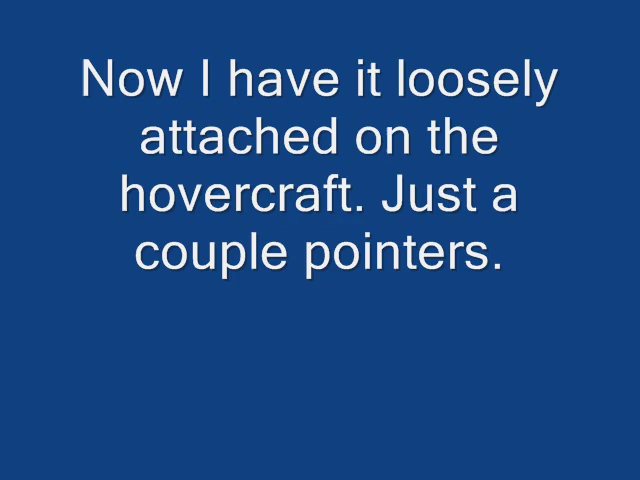 Now I have it loosely
attached on the
hovercraft. Just a
couple pointers.